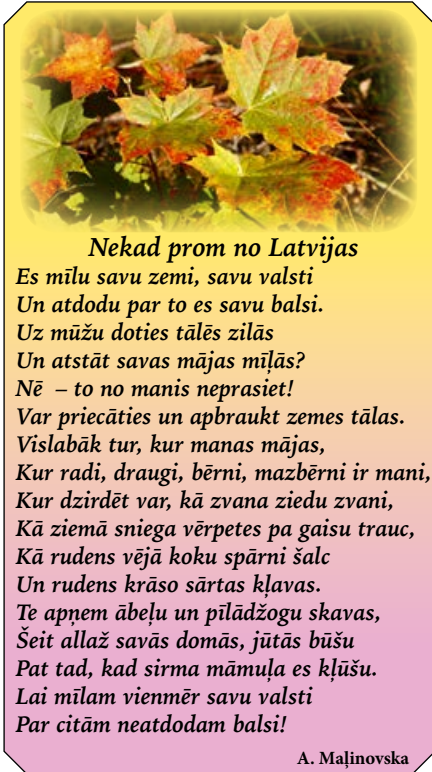 Nekad prom no Latvijas
Es mīlu savu zemi, savu valsti
Un atdodu par to es savu balsi.
Uz mūžu doties tālēs zilās
Un atstāt savas mājas mīļās?
Nē – to no manis neprasiet!
Var priecāties un apbraukt zemes tālas.
Vislabāk tur, kur manas mājas,
Kur radi, draugi, bērni, mazbērni ir mani,
Kur dzirdēt var, kā zvana ziedu zvani,
Kā ziemā sniega vērpetes pa gaisu trauc,
Kā rudens vējā koku spārni šalc
Un rudens krāso sārtas kļavas.
Te apņem ābeļu un pīlādžogu skavas,
Šeit allaž savās domās, jūtās būšu
Pat tad, kad sirma māmuļa es kļūšu.
Lai mīlam vienmēr savu valsti
Par citām neatdodam balsi!
A. Maļinovska